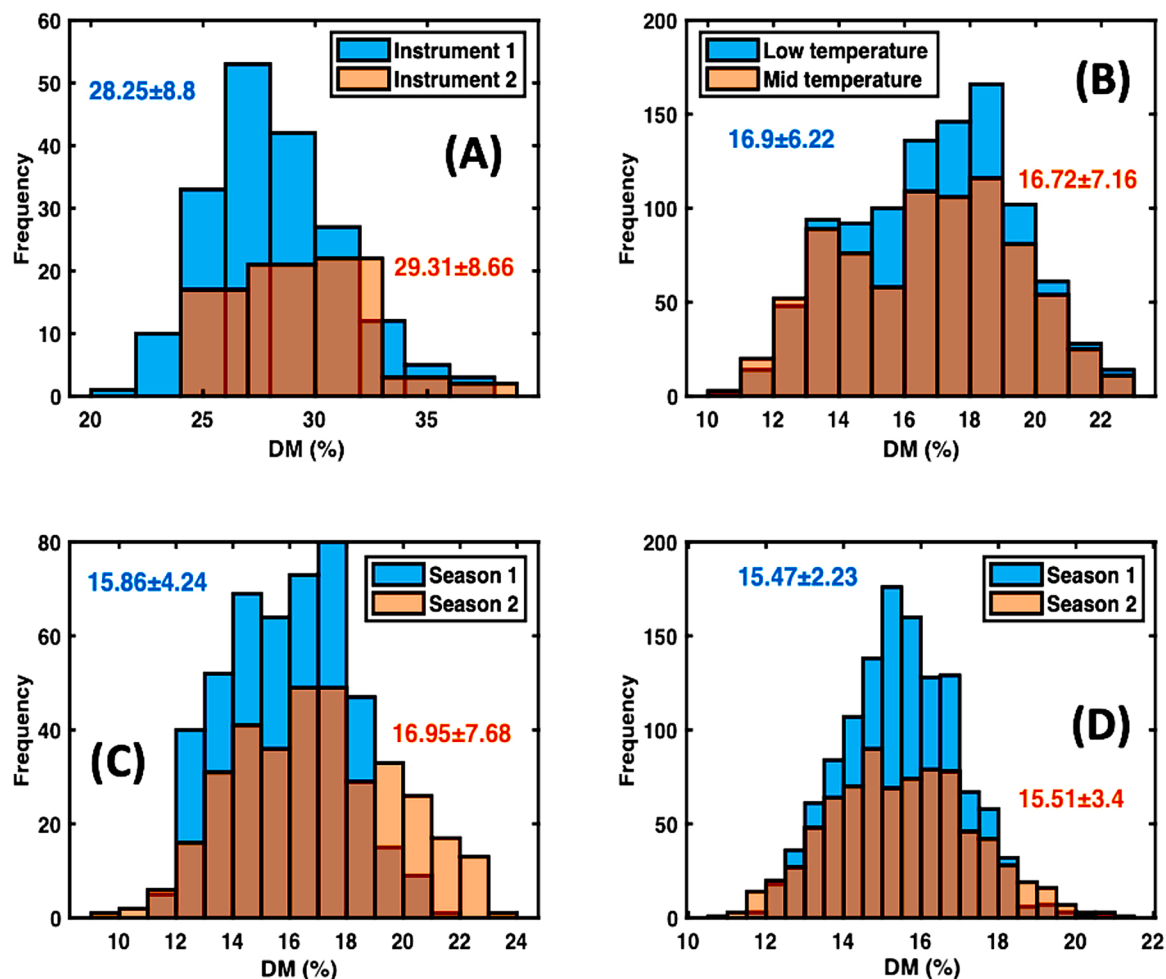 60
50
40
30
20
10
0
Frequency
Instrument 1
Instrument 2
28.25±8.8
(A)
29.31±8.66
20 25 30 35
DM (%)
200
150
100
50
0
Frequency
Low temperature
Mid temperature
(B)
16.9±6.22
16.72±7.16
10 12 14 16 18 20 22
DM (%)
80
60
40
20
0
Frequency
15.86±4.24
Season 1
Season 2
16.95±7.68
(C)
10 12 14 16 18 20 22 24
DM (%)
200
150
100
50
0
Frequency
15.47±2.23
Season 1
Season 2
(D)
15.51±3.4
10 12 14 16 18 20 22
DM (%)